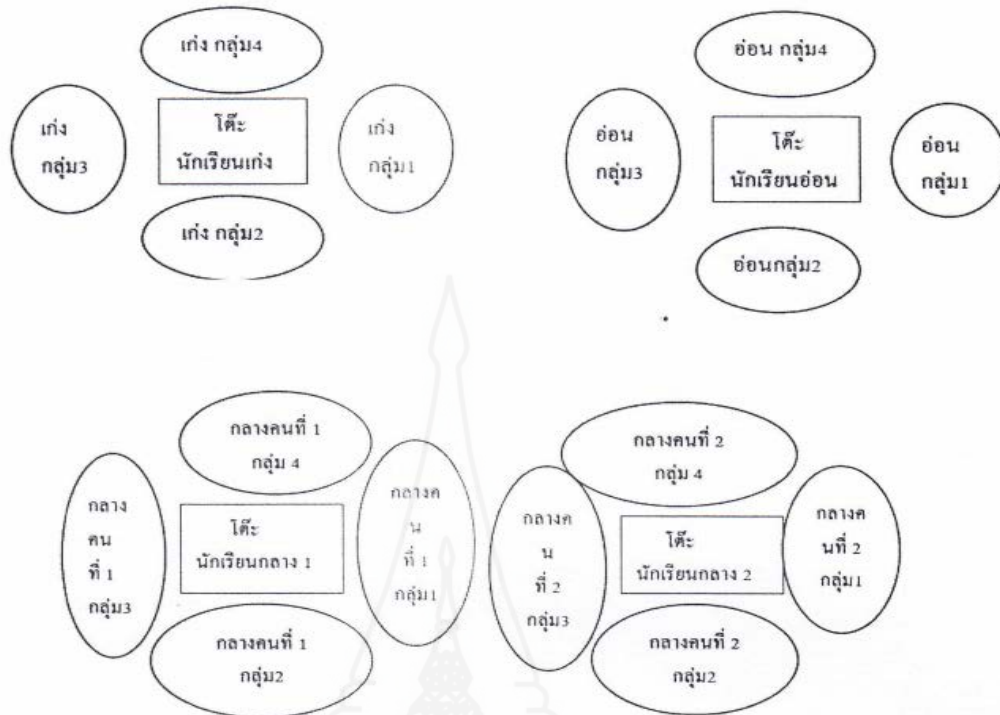 เก่ง กลุ่ม4
เก่ง
กลุ่ม3
โต๊ะ
นักเรียนเก่ง
เก่ง
กลุ่ม1
เก่ง กลุ่ม2
อ่อน กลุ่ม4
อ่อน
กลุ่ม3
โต๊ะ
นักเรียนอ่อน
อ่อน
กลุ่ม1
อ่อนกลุ่ม2
กลางคนที่ 1
กลุ่ม 4
กลาง
คน
ที่ 1
กลุ่ม3
โต๊ะ
นักเรียนกลาง 1
กลางค
น
ที่ 1
กลุ่ม1
กลางคนที่ 1
กลุ่ม2
กลางคนที่ 2
กลุ่ม 4
กลางค
น
ที่ 2
กลุ่ม3
โต๊ะ
นักเรียนกลาง 2
กลางค
นที่ 2
กลุ่ม1
กลางคนที่ 2
กลุ่ม2